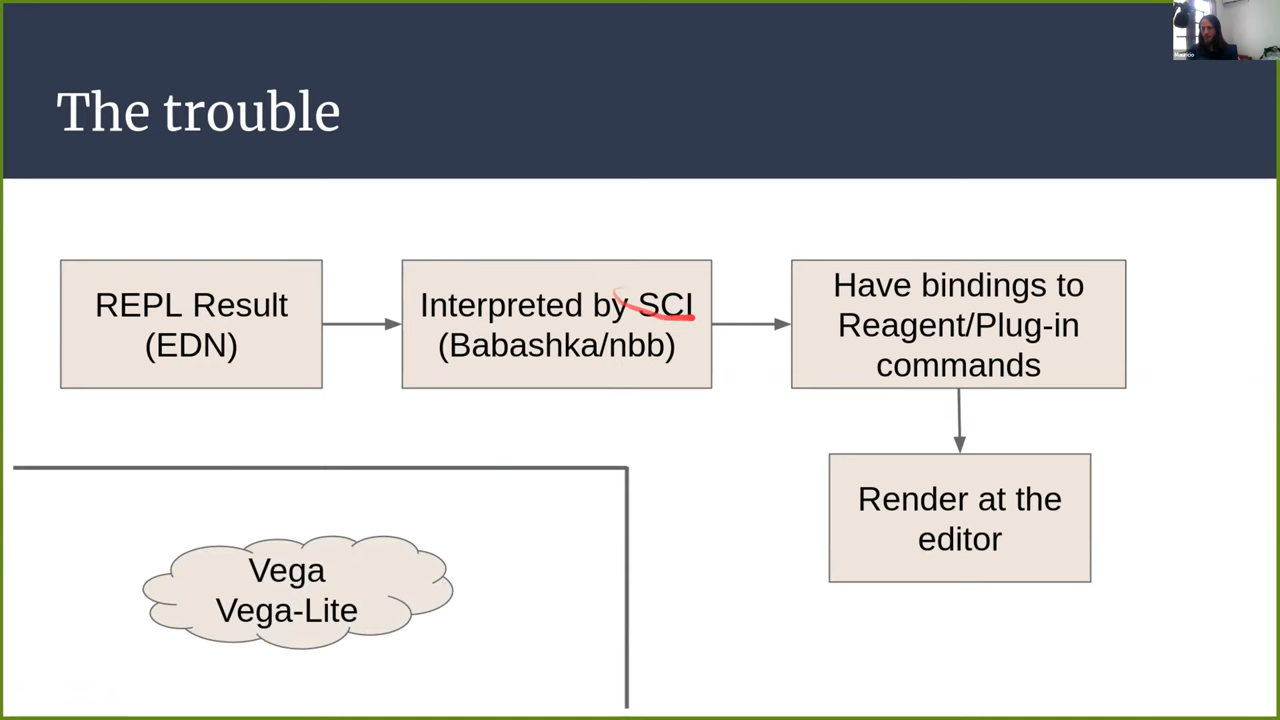 Mauricio
The trouble
REPL Result
(EDN)
Interpreted by SCI
(Babashka/nbb)
Have bindings to
Reagent/Plug-in
commands
Render at the
editor
Vega
Vega-Lite